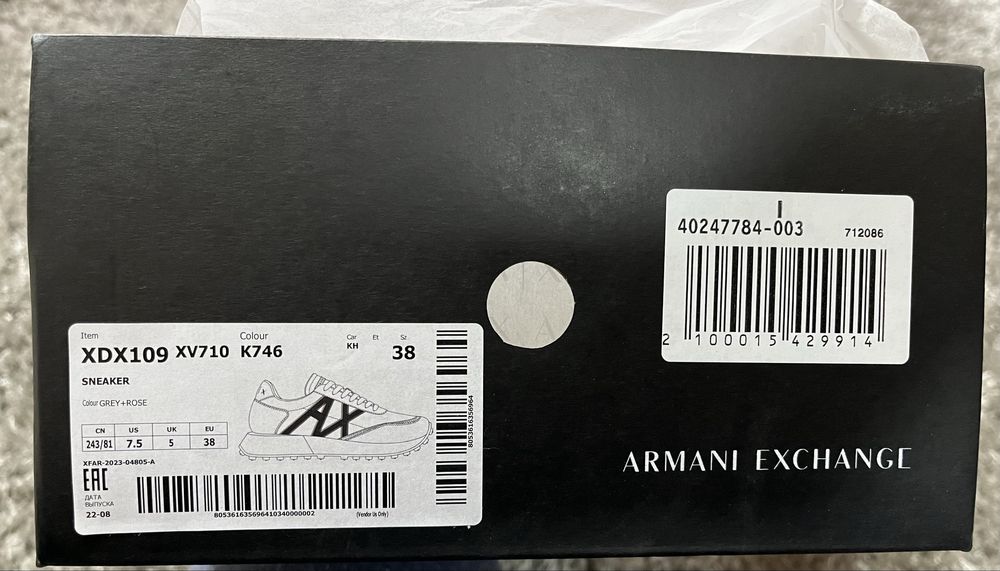 40247784-003
712086
2 100015 429914
Item
Colour
Car
Et
Sz
XDX109 XV710 K746
KH
38
SNEAKER
Colour GREY+ROSE
AX
CN US UK EU
243/81 7.5 5 38
XFAR-2023-04805-A
EAC
ДАТА
ВЫПУСКА
22-08
80536163569641034000002
(Vendor Us Only)
8053616356964
ARMANI EXCHANGE